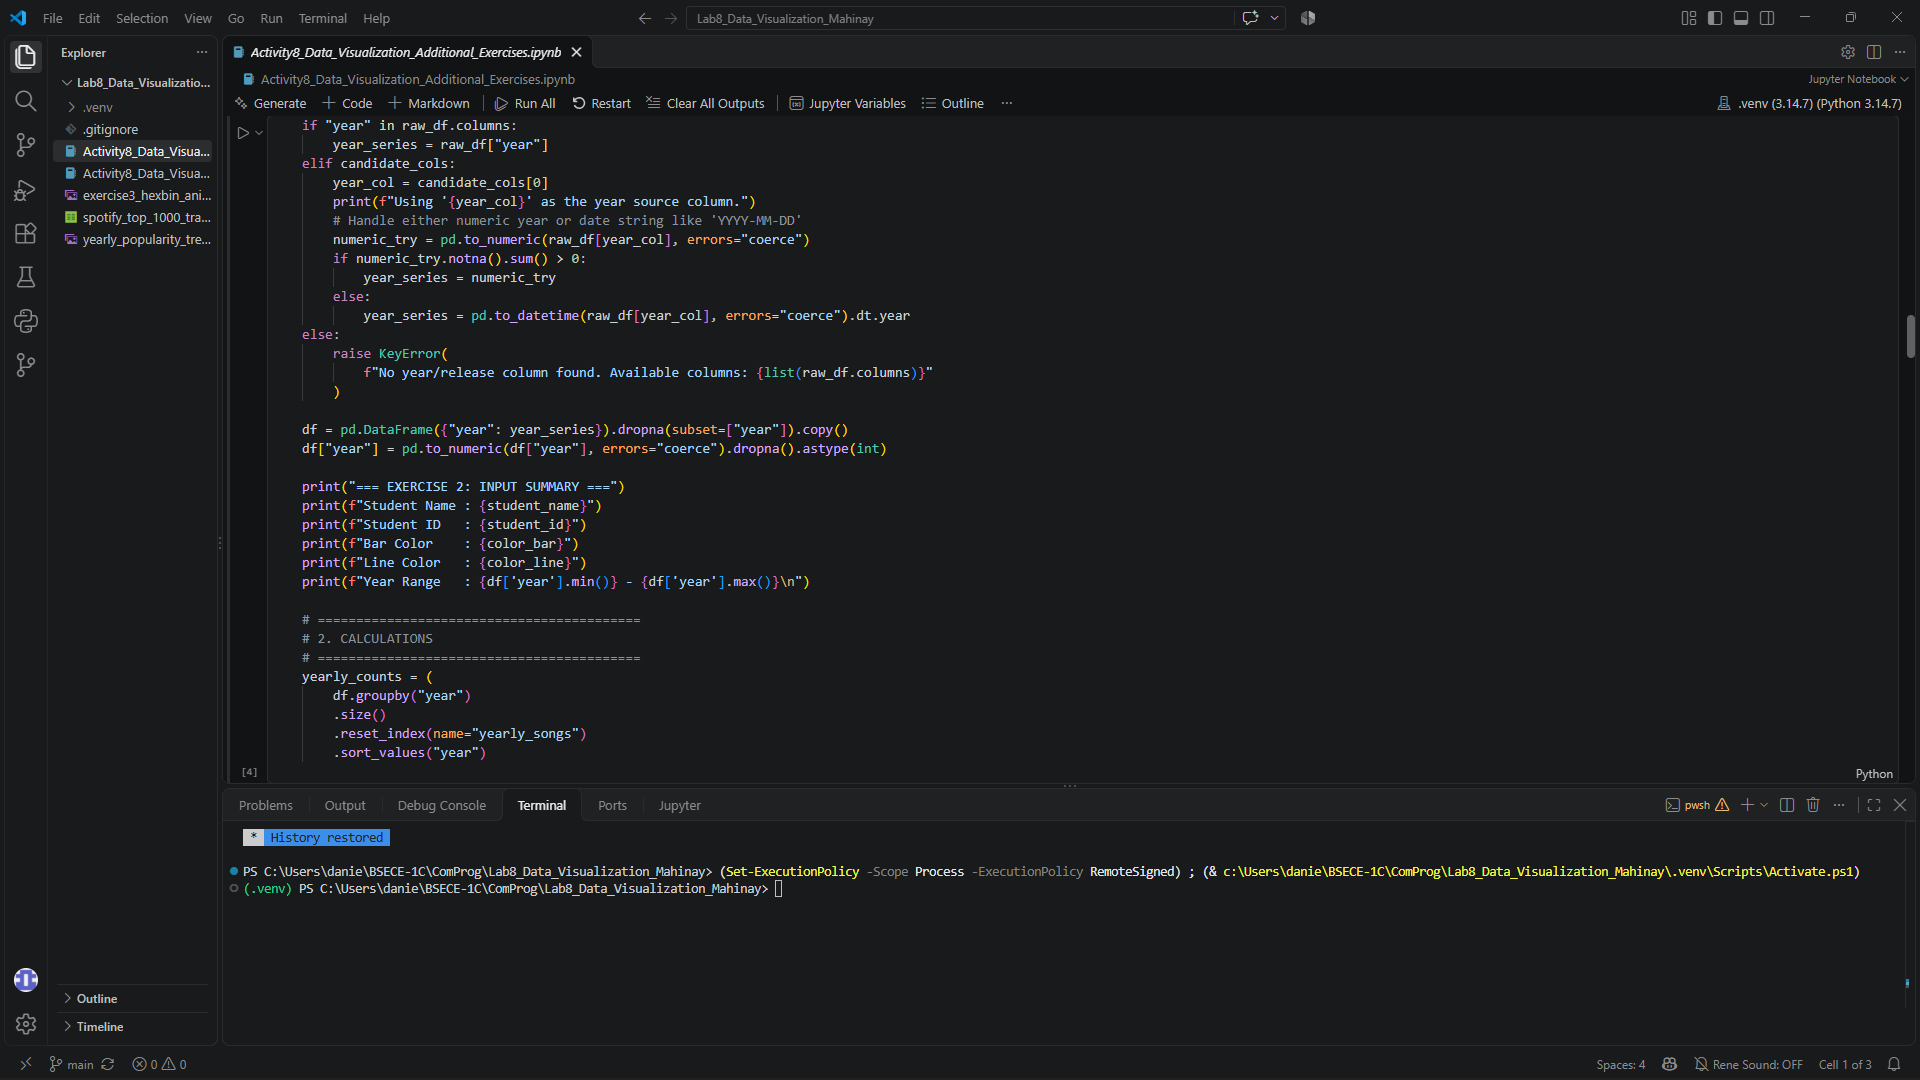 File Edit Selection View Go Run Terminal Help
Lab8_Data_Visualization_Mahinay
Explorer
Lab8_Data_Visualizatio...
.venv
.gitignore
Activity8_Data_Visua...
Activity8_Data_Visua...
exercise3_hexbin_ani...
spotify_top_1000_tra...
yearly_popularity_tre...
Outline
Timeline
Activity8_Data_Visualization_Additional_Exercises.ipynb
Activity8_Data_Visualization_Additional_Exercises.ipynb
Jupyter Notebook
Generate + Code + Markdown Run All Restart Clear All Outputs Jupyter Variables Outline ...
.venv (3.14.7) (Python 3.14.7)
if "year" in raw_df.columns:
year_series = raw_df["year"]
elif candidate_cols:
year_col = candidate_cols[0]
print(f"Using '{year_col}' as the year source column.")
# Handle either numeric year or date string like 'YYYY-MM-DD'
numeric_try = pd.to_numeric(raw_df[year_col], errors="coerce")
if numeric_try.notna().sum() > 0:
year_series = numeric_try
else:
year_series = pd.to_datetime(raw_df[year_col], errors="coerce").dt.year
else:
raise KeyError(
f"No year/release column found. Available columns: {list(raw_df.columns)}"
)
df = pd.DataFrame({"year": year_series}).dropna(subset=["year"]).copy()
df["year"] = pd.to_numeric(df["year"], errors="coerce").dropna().astype(int)
print("=== EXERCISE 2: INPUT SUMMARY ===")
print(f"Student Name : {student_name}")
print(f"Student ID   : {student_id}")
print(f"Bar Color    : {color_bar}")
print(f"Line Color   : {color_line}")
print(f"Year Range   : {df['year'].min()} - {df['year'].max()}\n")
# ==========================================
# 2. CALCULATIONS
# ==========================================
yearly_counts = (
df.groupby("year")
.size()
.reset_index(name="yearly_songs")
.sort_values("year")
[4]
Python
Problems Output Debug Console Terminal Ports Jupyter
pwsh
* History restored
PS C:\Users\danie\BSECE-1C\ComProg\Lab8_Data_Visualization_Mahinay> (Set-ExecutionPolicy -Scope Process -ExecutionPolicy RemoteSigned) ; (& c:\Users\danie\BSECE-1C\ComProg\Lab8_Data_Visualization_Mahinay\.venv\Scripts\Activate.ps1)
(.venv) PS C:\Users\danie\BSECE-1C\ComProg\Lab8_Data_Visualization_Mahinay>
main 0 0
Spaces: 4 Rene Sound: OFF Cell 1 of 3